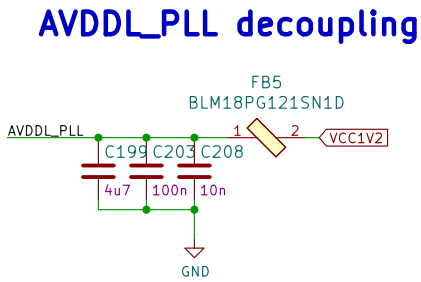 AVDDL_PLL decoupling
FB5
BLM18PG121SN1D
AVDDL_PLL
1
2
VCC1V2
C199
C203
C208
4u7
100n
10n
GND